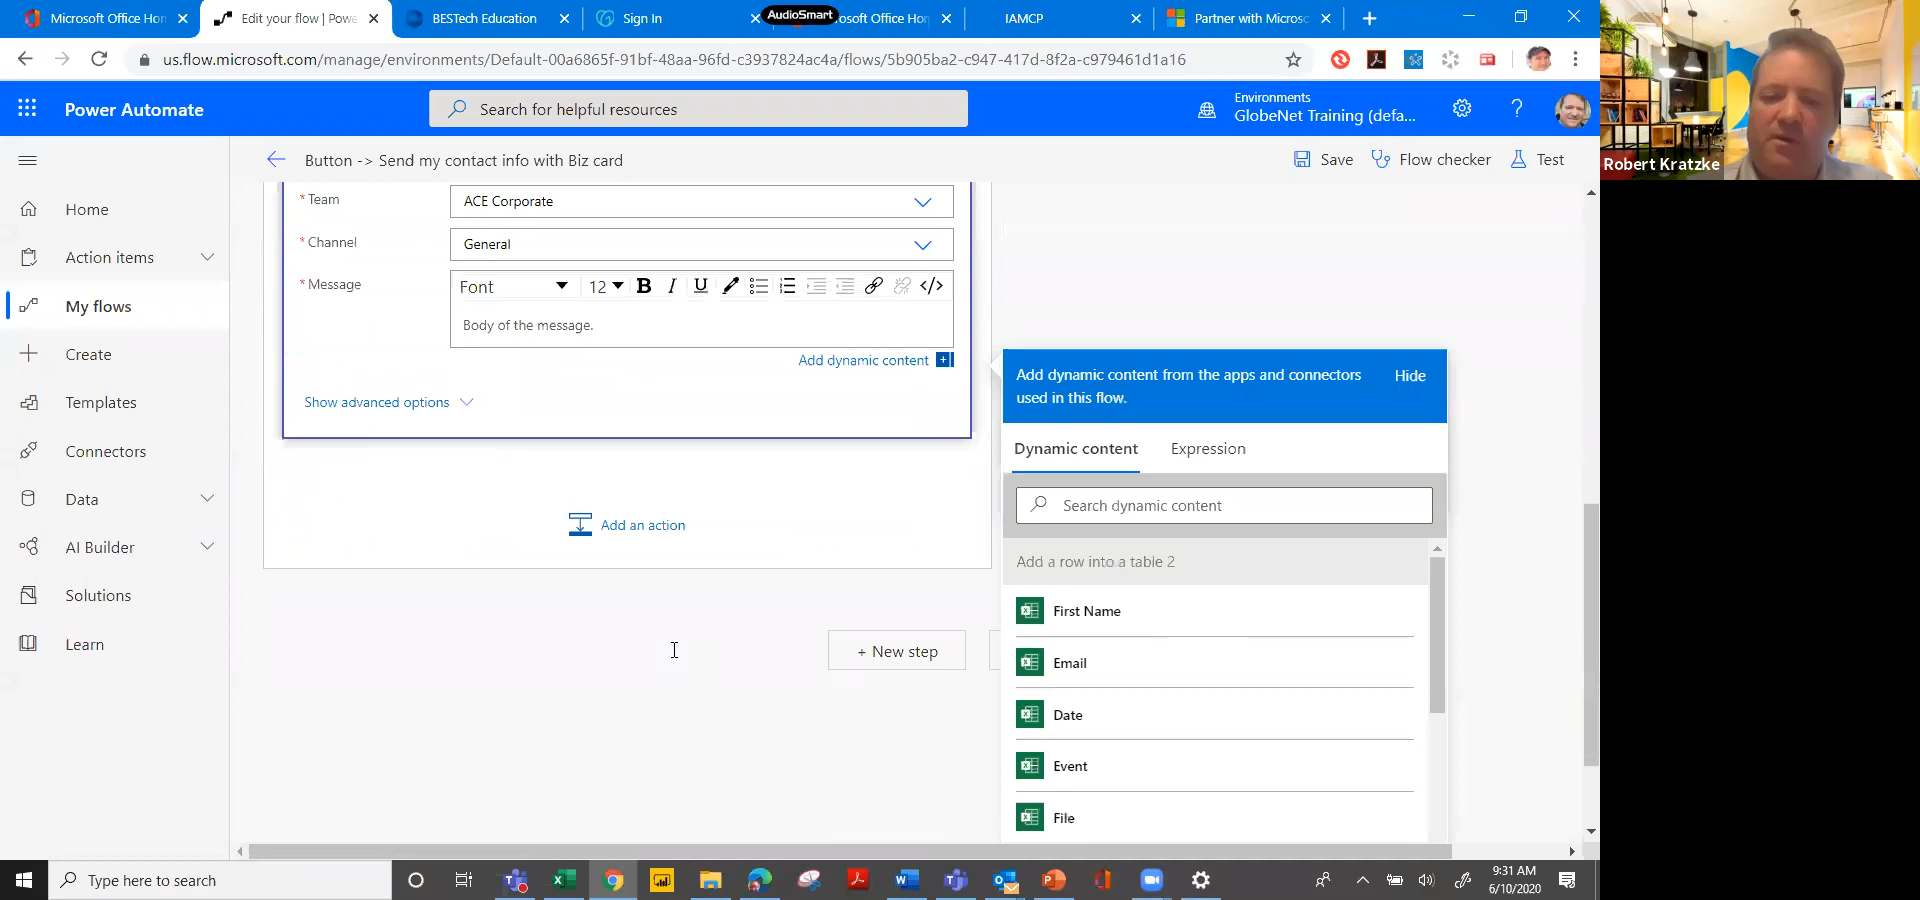 Microsoft Office Hon
Edit your flow | Powe
BESTech Education
Sign In
AudioSmart
osoft Office Hon
IAMCP
Partner with Microso
us.flow.microsoft.com/manage/environments/Default-00a6865f-91bf-48aa-96fd-c3937824ac4a/flows/5b905ba2-c947-417d-8f2a-c979461d1a16
Power Automate
Search for helpful resources
Environments
GlobeNet Training (defa...
Button -> Send my contact info with Biz card
Save
Flow checker
Test
Robert Kratzke
Home
Action items
My flows
Create
Templates
Connectors
Data
AI Builder
Solutions
Learn
* Team
ACE Corporate
* Channel
General
* Message
Font
12
B
I
U
</>
Body of the message.
Add dynamic content
Show advanced options
Add an action
+ New step
Add dynamic content from the apps and connectors
used in this flow.
Hide
Dynamic content
Expression
Search dynamic content
Add a row into a table 2
First Name
Email
Date
Event
File
Type here to search
9:31 AM
6/10/2020